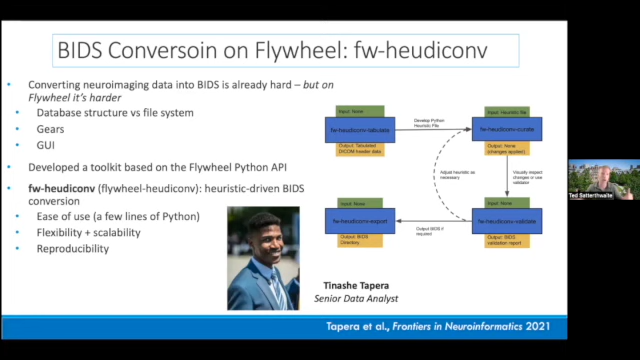 BIDS Conversoin on Flywheel: fw-heudiconv
Converting neuroimaging data into BIDS is already hard – but on
Flywheel it's harder
Database structure vs file system
Gears
GUI
Developed a toolkit based on the Flywheel Python API
fw-heudiconv (flywheel-heudiconv): heuristic-driven BIDS
conversion
Ease of use (a few lines of Python)
Flexibility + scalability
Reproducibility
Input: None
fw-heudiconv-tabulate
Output: Tabulated
DICOM header data
Develop Python
Heuristic File
Input: Heuristic file
fw-heudiconv-curate
Output: None
(changes applied)
Adjust heuristic as
necessary
Visually inspect
changes or use
validator
Input: None
fw-heudiconv-export
Output: BIDS
Directory
Output BIDS if
required
Input: None
fw-heudiconv-validate
Output: BIDS
validation report
Tinashe Tapera
Senior Data Analyst
Tapera et al., Frontiers in Neuroinformatics 2021
Ted Satterthwaite